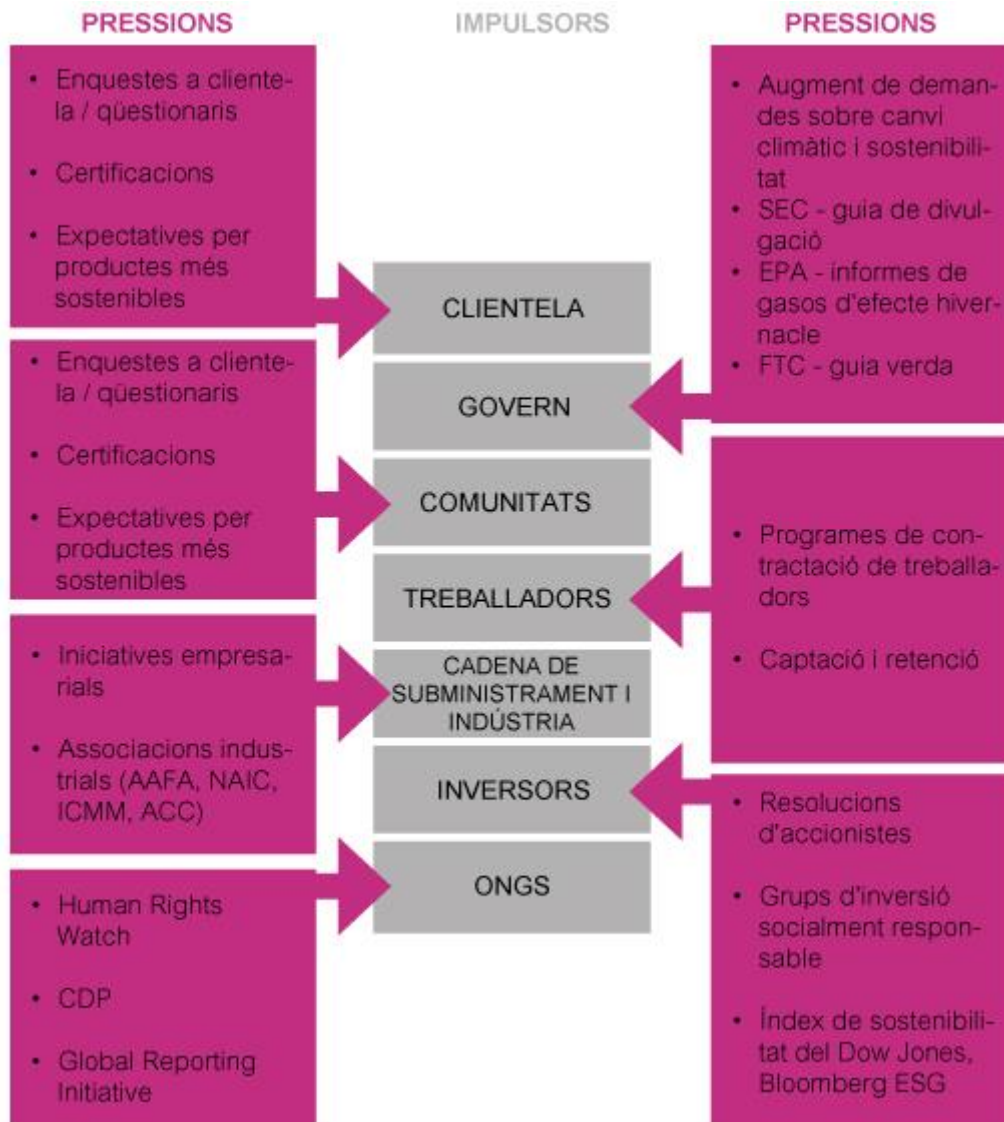 PRESSIONS
• Enquestes a cliente-
la / qüestionaris
• Certificacions
• Expectatives per
productes més
sostenibles
• Enquestes a cliente-
la / qüestionaris
• Certificacions
• Expectatives per
productes més
sostenibles
• Iniciatives empresa-
rials
• Associacions indus-
trials (AAFA, NAIC,
ICMM, ACC)
• Human Rights
Watch
• CDP
• Global Reporting
Initiative
IMPULSORS
CLIENTELA
GOVERN
COMUNITATS
TREBALLADORS
CADENA DE
SUBMINISTRAMENT I
INDÚSTRIA
INVERSORS
ONGS
PRESSIONS
• Augment de deman-
des sobre canvi
climàtic i sostenibili-
tat
• SEC - guia de divul-
gació
• EPA - informes de
gasos d'efecte hiver-
nacle
• FTC - guia verda
• Programes de con-
tractació de treballa-
dors
• Captació i retenció
• Resolucions
d'accionistes
• Grups d'inversió
socialment respon-
sable
• Índex de sostenibili-
tat del Dow Jones,
Bloomberg ESG